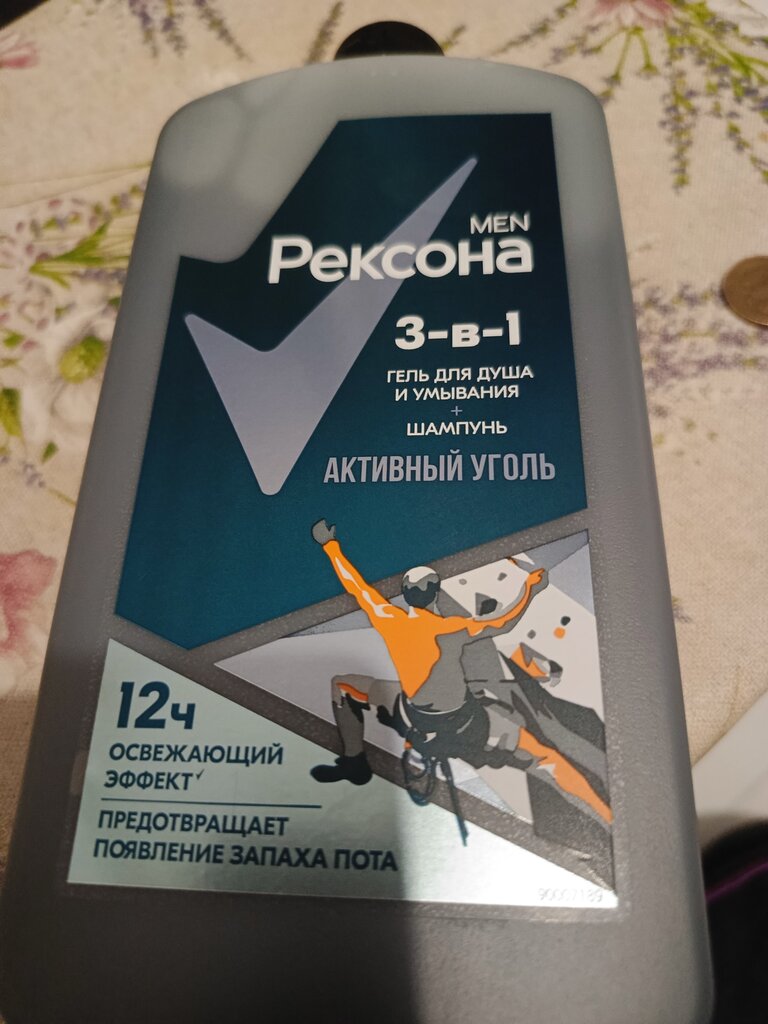 MEN
Рексона
3-в-1
ГЕЛЬ ДЛЯ ДУША
И УМЫВАНИЯ
+
ШАМПУНЬ
АКТИВНЫЙ УГОЛЬ
12ч
ОСВЕЖАЮЩИЙ
ЭФФЕКТ✓
ПРЕДОТВРАЩАЕТ
ПОЯВЛЕНИЕ ЗАПАХА ПОТА